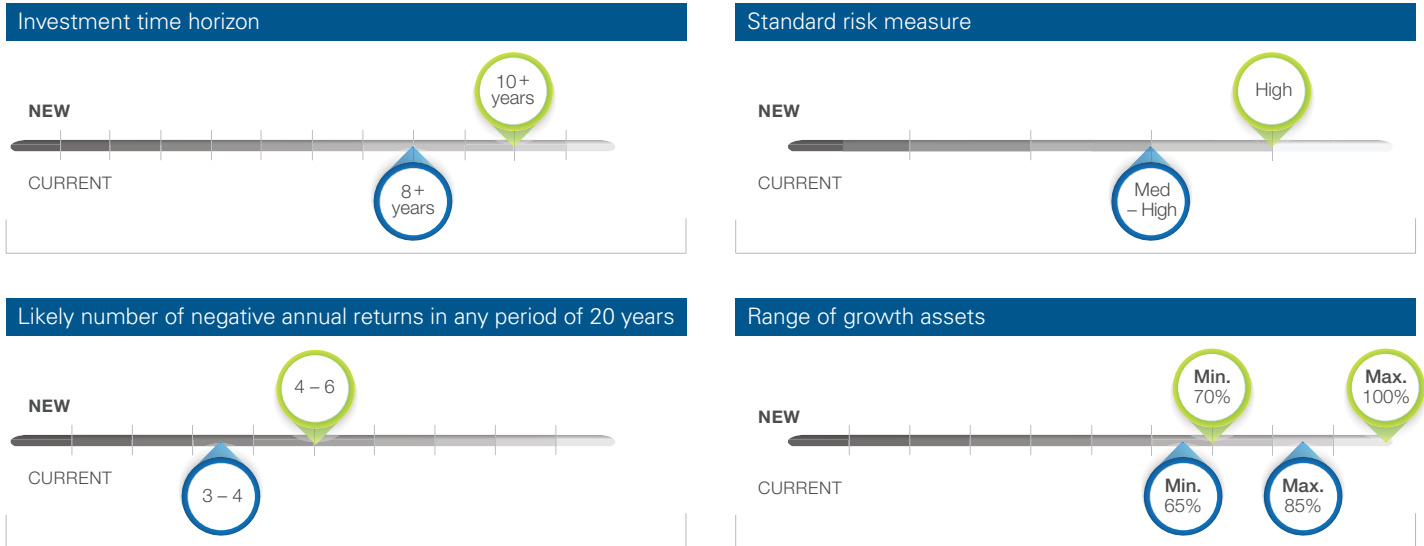 Investment time horizon
10+
years
NEW
CURRENT
8+
years
Standard risk measure
High
NEW
CURRENT
Med
– High
Likely number of negative annual returns in any period of 20 years
4 – 6
NEW
CURRENT
3 – 4
Range of growth assets
Min.
70%
Max.
100%
NEW
CURRENT
Min.
65%
Max.
85%